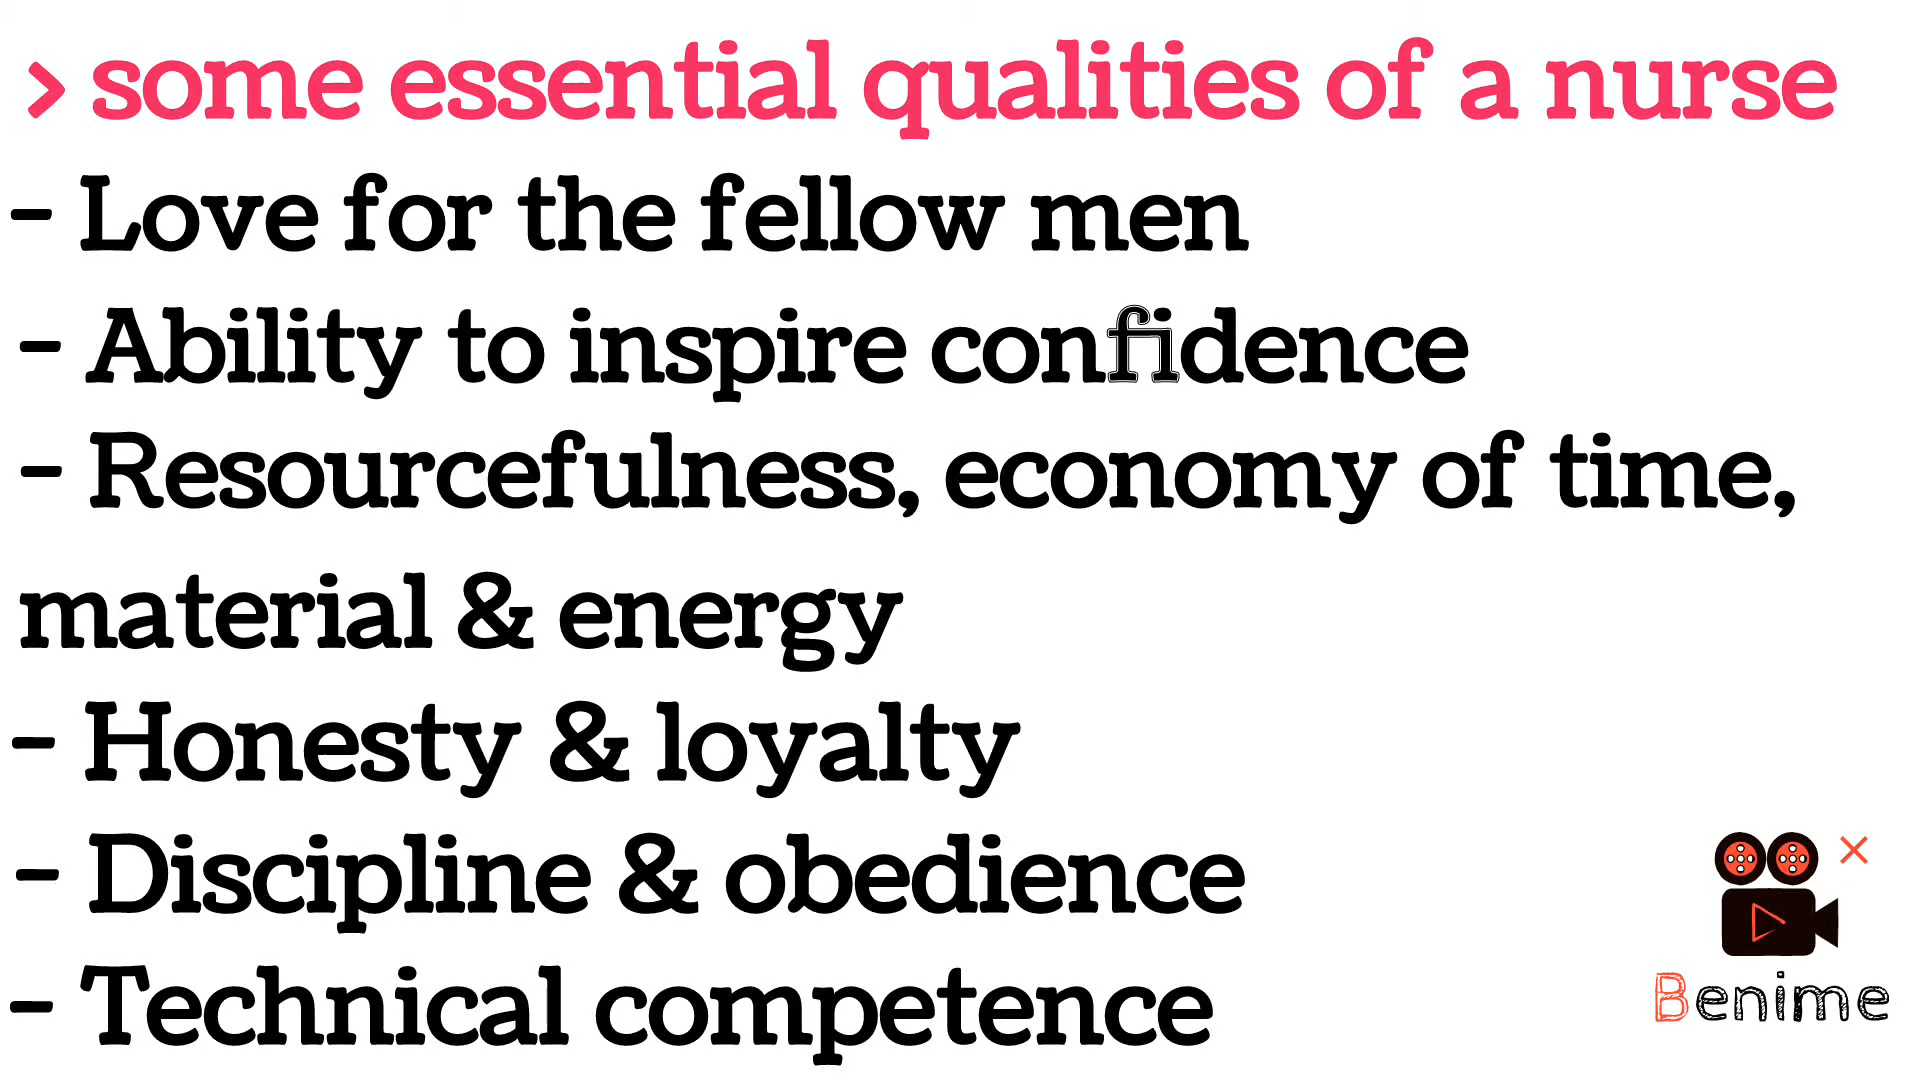 > some essential qualities of a nurse
- Love for the fellow men
- Ability to inspire confidence
- Resourcefulness, economy of time,
material & energy
- Honesty & loyalty
- Discipline & obedience
- Technical competence
Benime